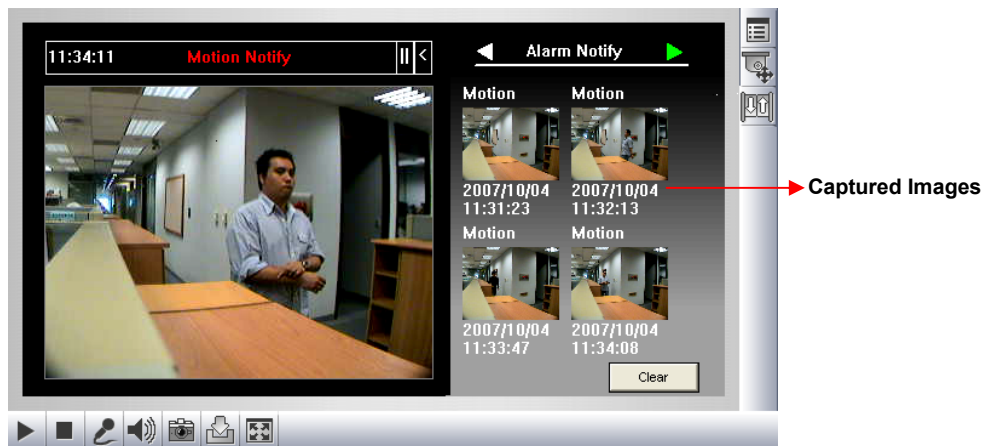 11:34:11 Motion Notify || <
Alarm Notify
Motion Motion
2007/10/04 2007/10/04
11:31:23 11:32:13
Motion Motion
2007/10/04 2007/10/04
11:33:47 11:34:08
Clear
Captured Images